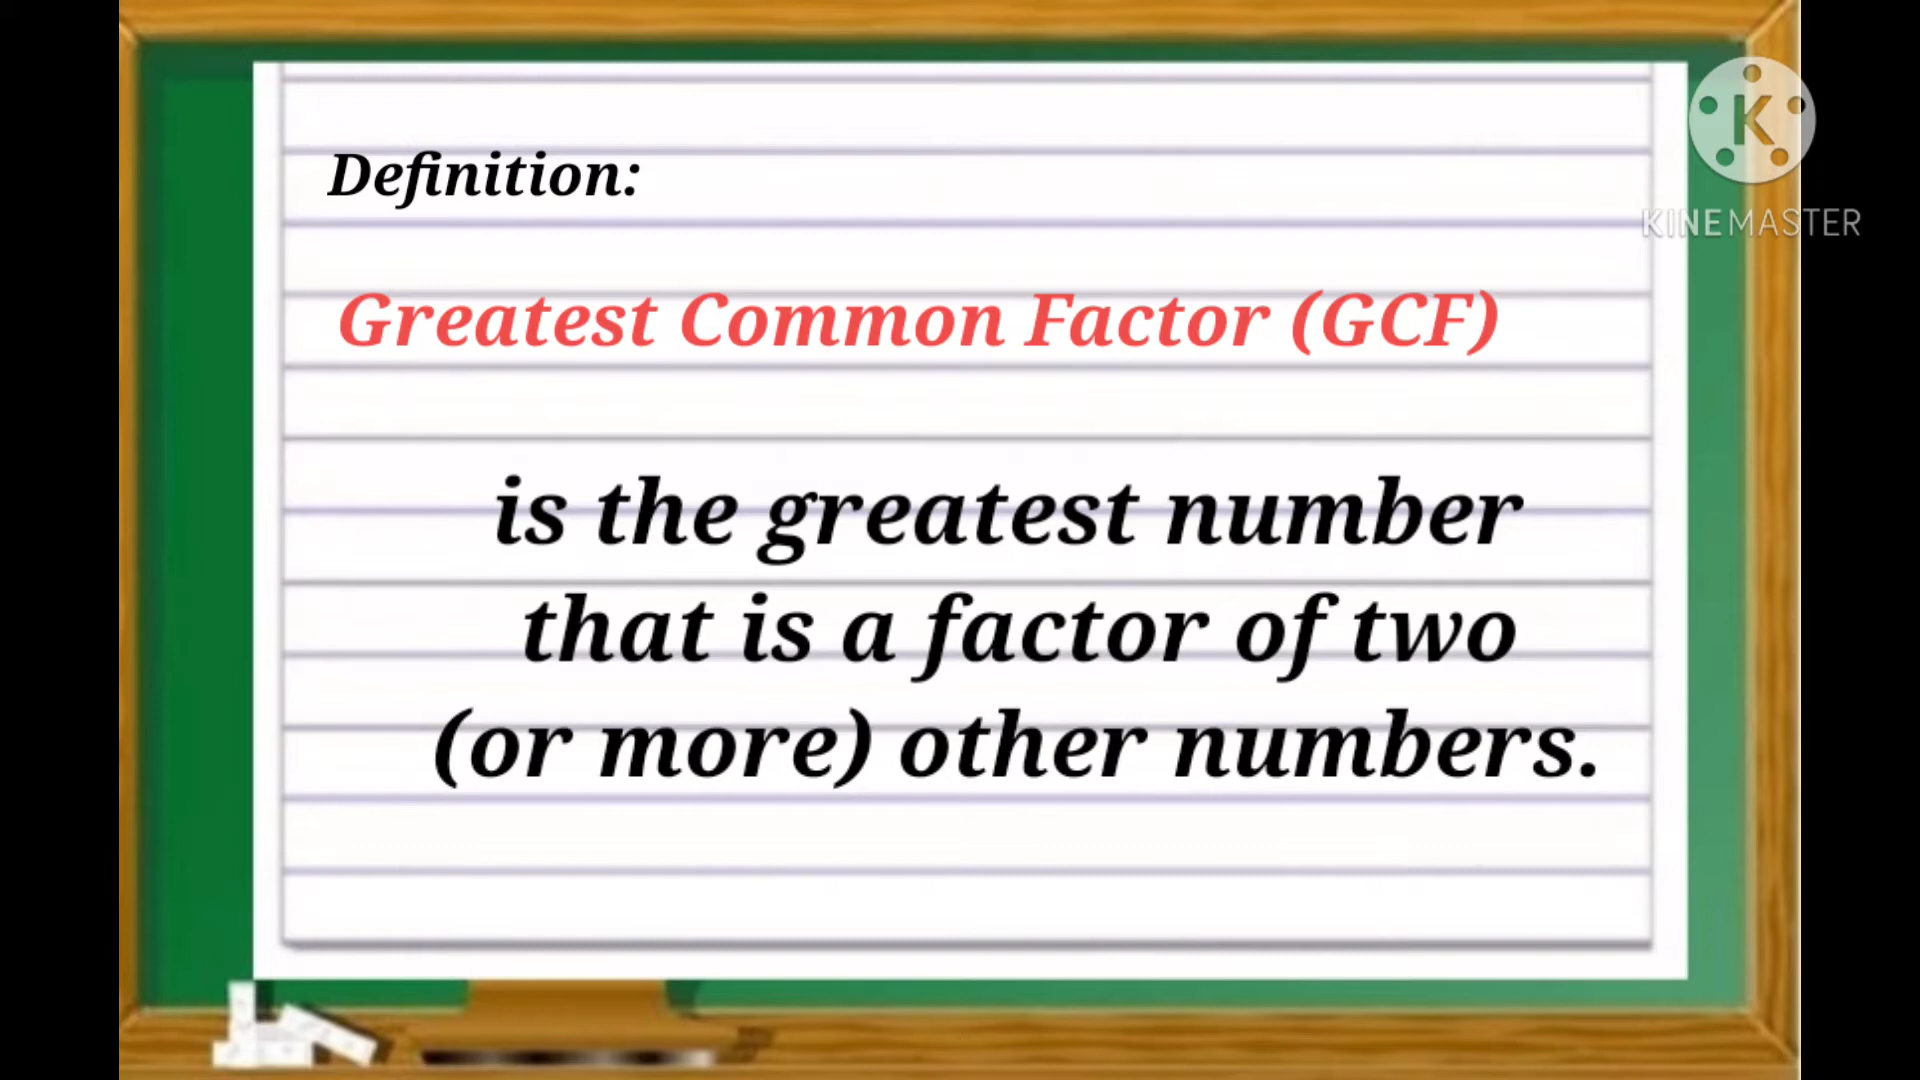 Definition:
K
KINEMASTER
Greatest Common Factor (GCF)
is the greatest number
that is a factor of two
(or more) other numbers.